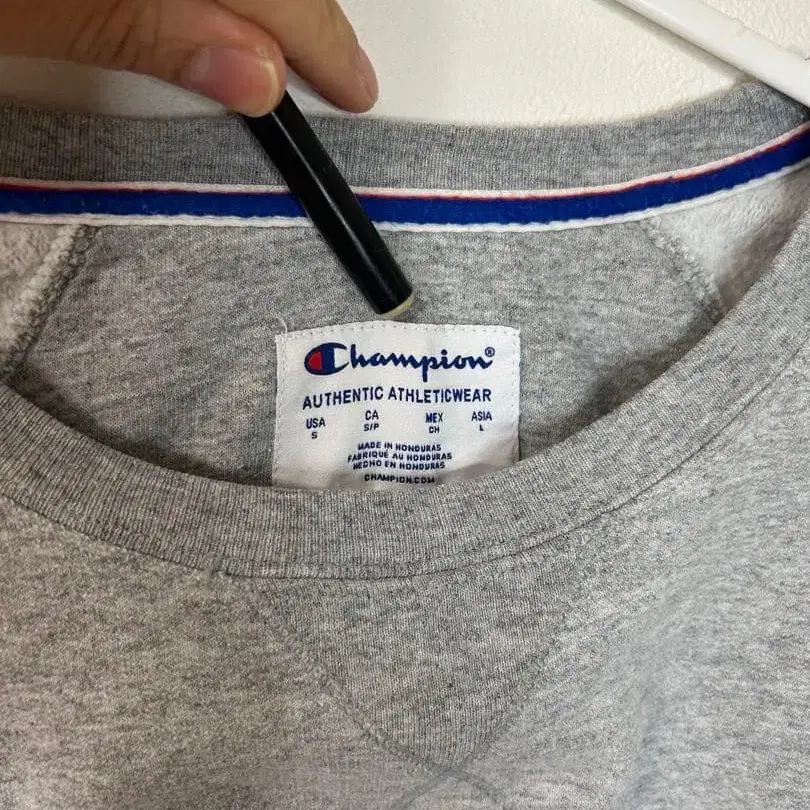 Champion®
AUTHENTIC ATHLETICWEAR
USA CA MEX ASIA
S S/P CH L
MADE IN HONDURAS
FABRIQUÉ AU HONDURAS
HECHO EN HONDURAS
CHAMPION.COM